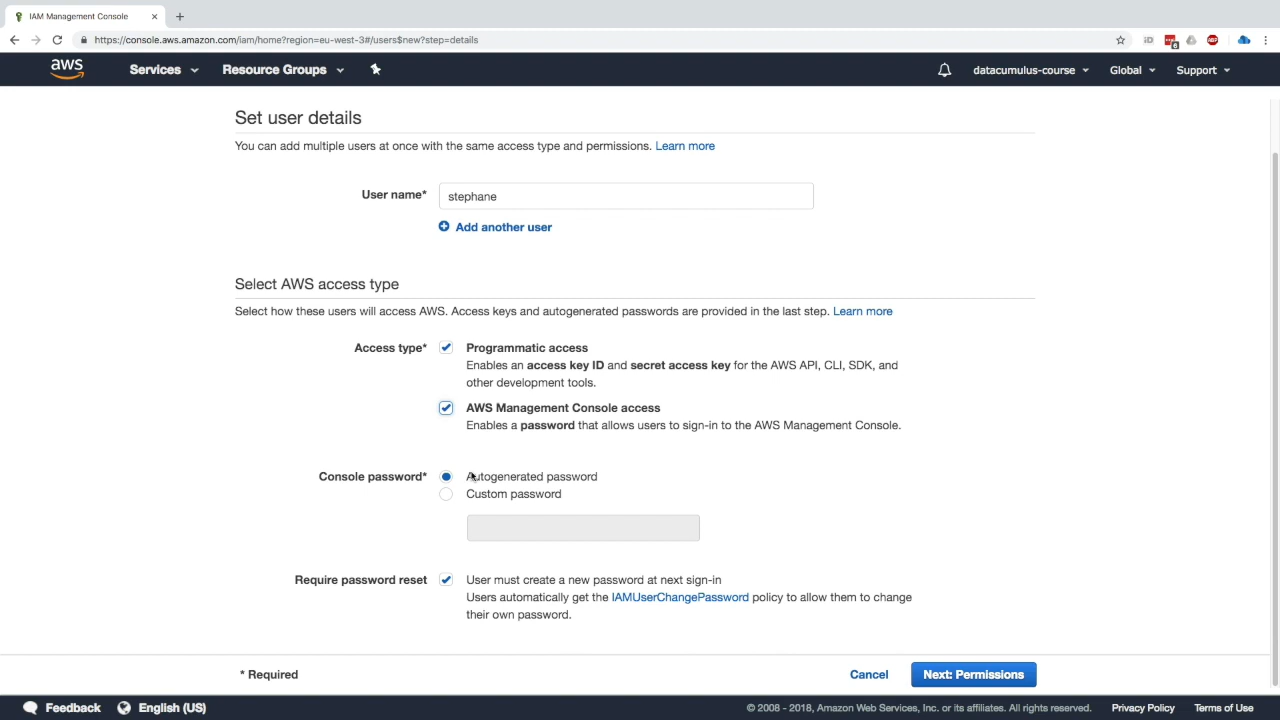 IAM Management Console
https://console.aws.amazon.com/iam/home?region=eu-west-3#/users$new?step=details
aws Services Resource Groups datacumulus-course Global Support
Set user details
You can add multiple users at once with the same access type and permissions. Learn more
User name* stephane
Add another user
Select AWS access type
Select how these users will access AWS. Access keys and autogenerated passwords are provided in the last step. Learn more
Access type* Programmatic access
Enables an access key ID and secret access key for the AWS API, CLI, SDK, and
other development tools.
AWS Management Console access
Enables a password that allows users to sign-in to the AWS Management Console.
Console password* Autogenerated password
Custom password
Require password reset User must create a new password at next sign-in
Users automatically get the IAMUserChangePassword policy to allow them to change
their own password.
* Required Cancel Next: Permissions
Feedback English (US) © 2008 - 2018, Amazon Web Services, Inc. or its affiliates. All rights reserved. Privacy Policy Terms of Use